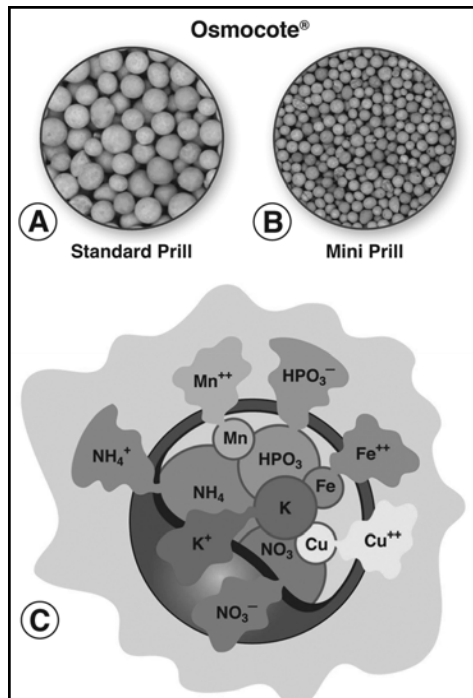 Osmocote®
A
B
Standard Prill
Mini Prill
Mn++
HPO3−
NH4+
Mn
HPO3
Fe++
NH4
Fe
K
K+
NO3
Cu
Cu++
NO3−
C